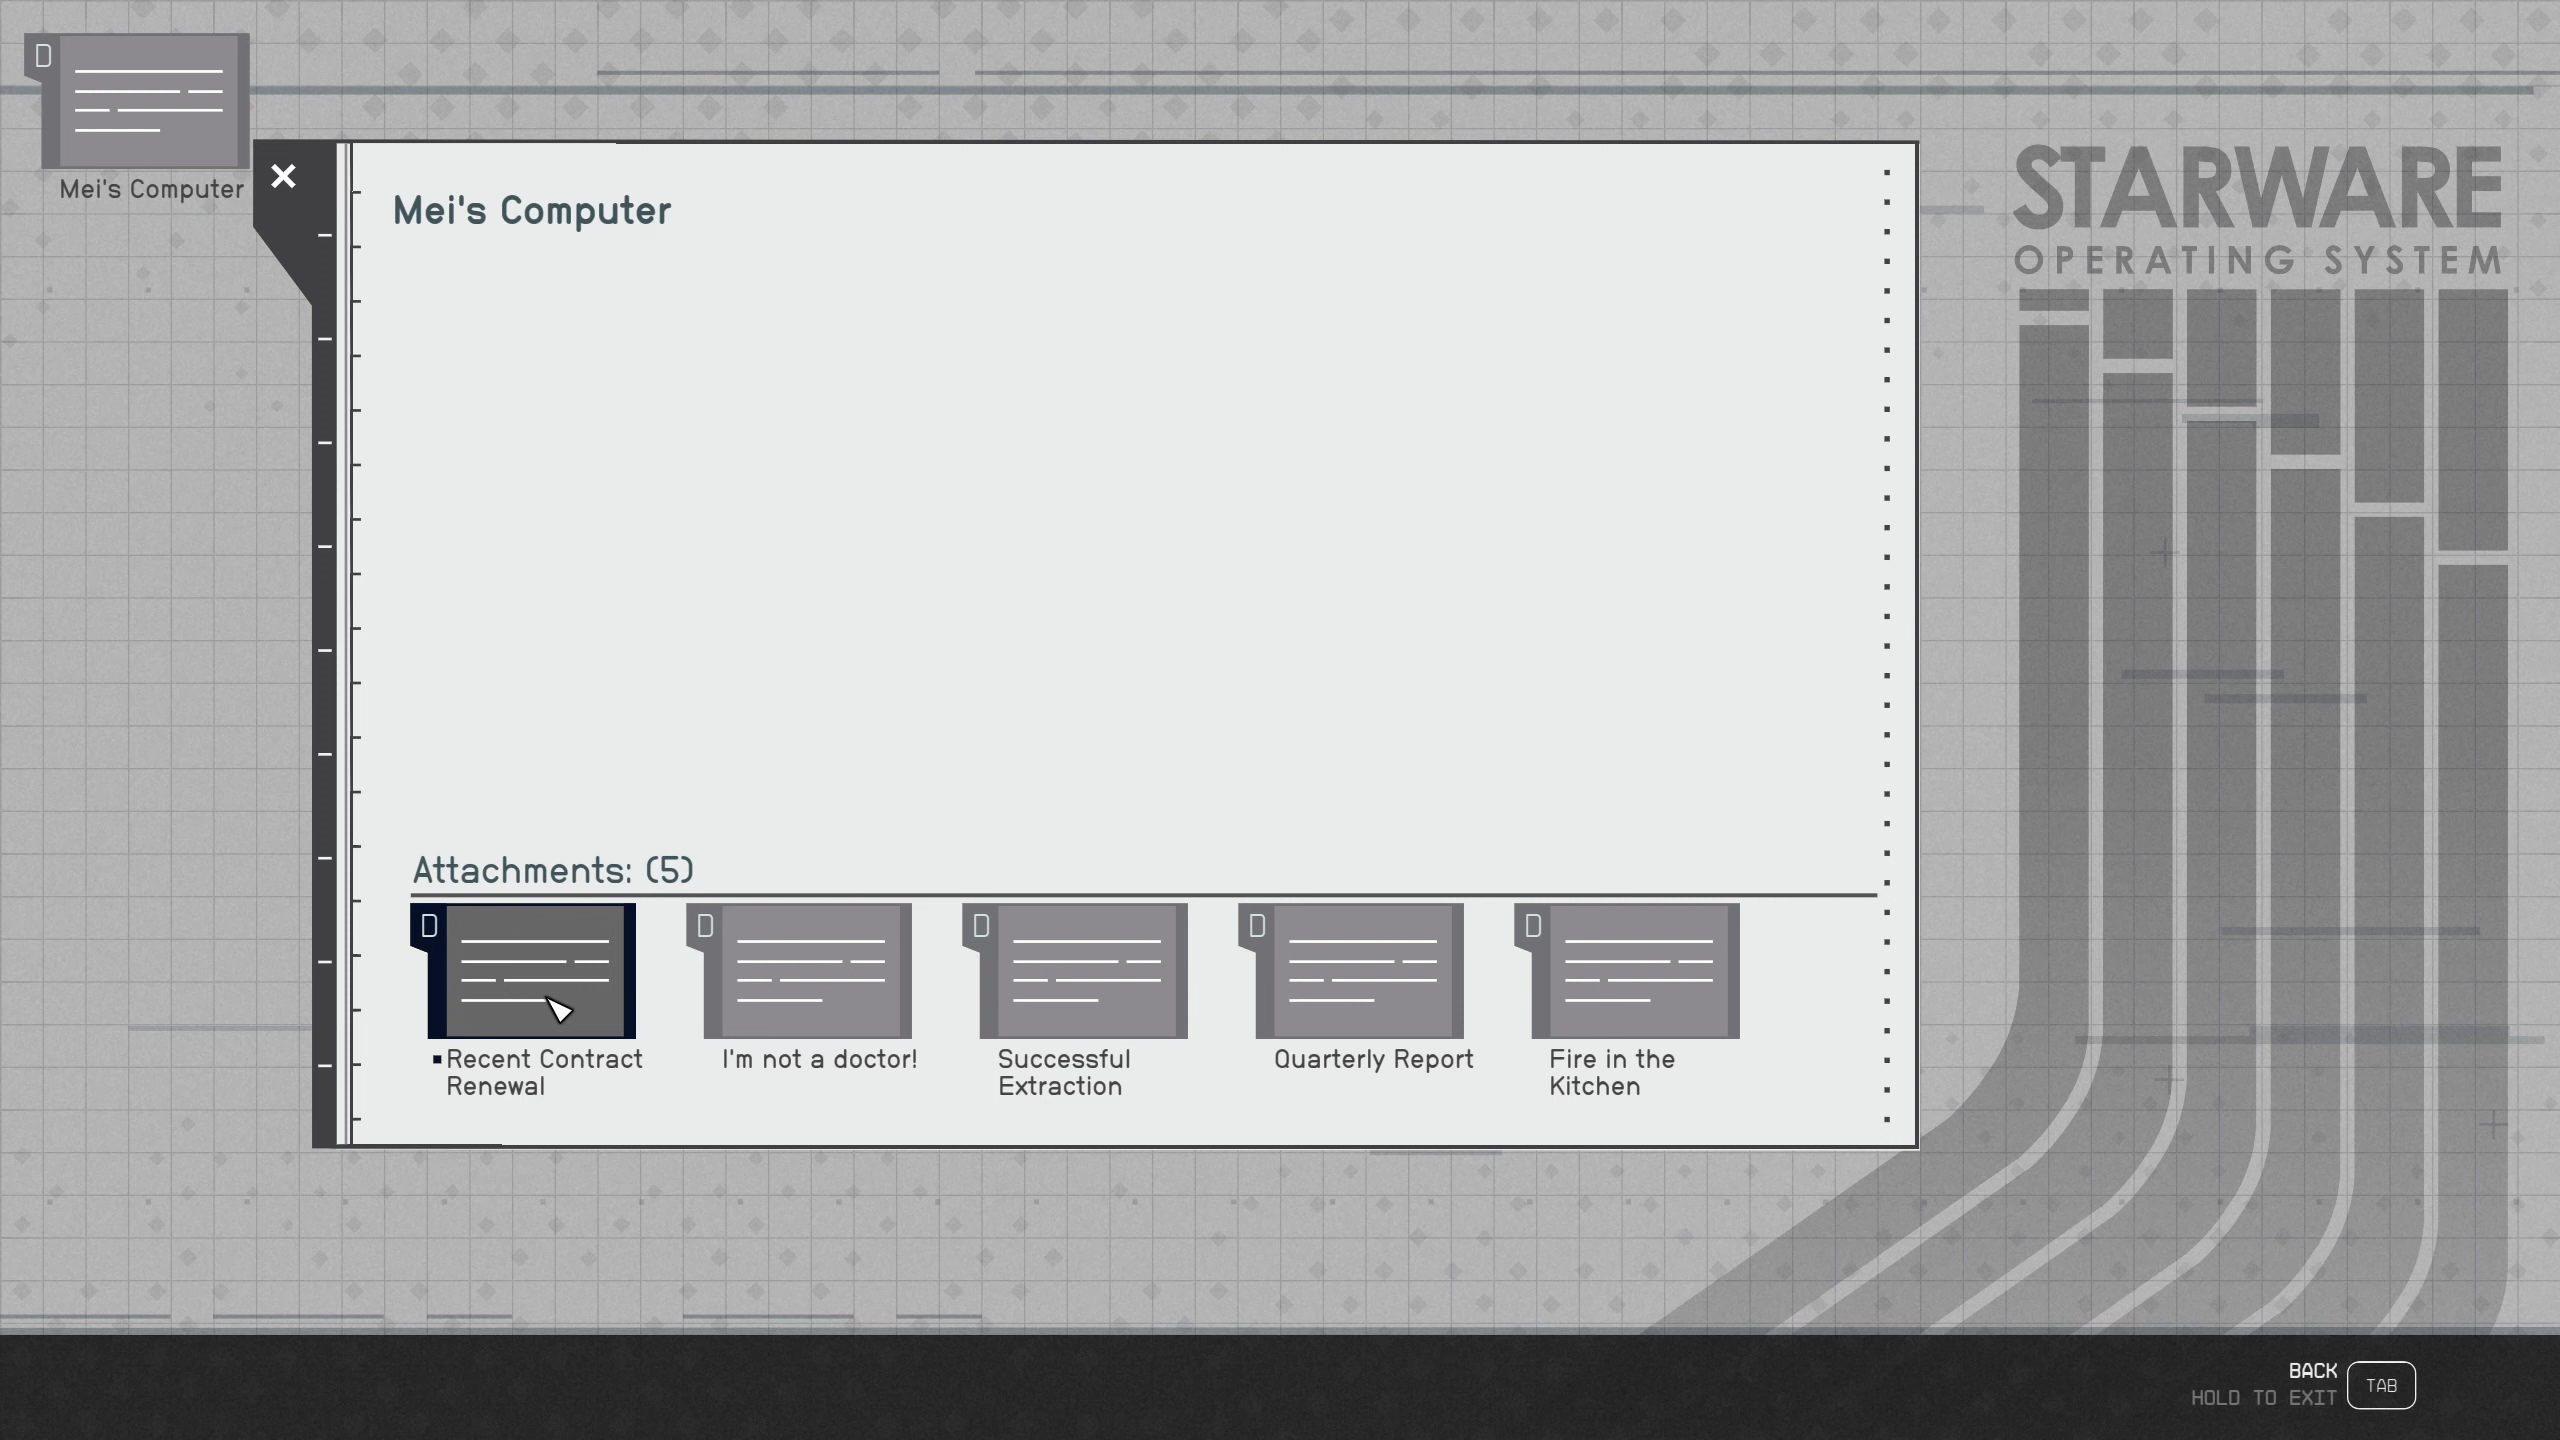 D
Mei's Computer
Mei's Computer
STARWARE
OPERATING SYSTEM
Attachments: (5)
D
D
D
D
D
Recent Contract
Renewal
I'm not a doctor!
Successful
Extraction
Quarterly Report
Fire in the
Kitchen
BACK
HOLD TO EXIT
TAB